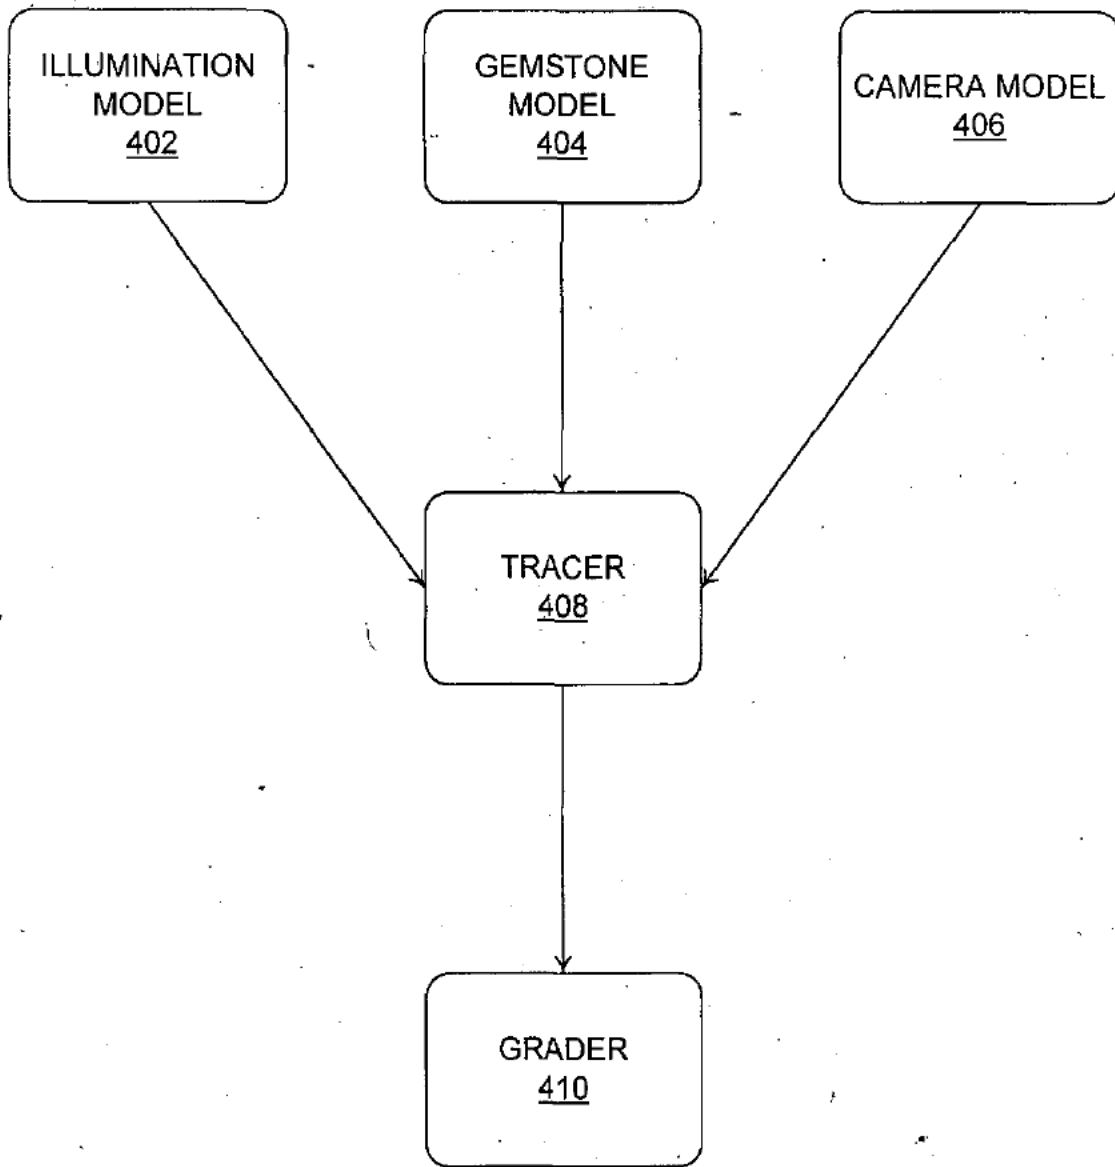 ILLUMINATION
MODEL
402
GEMSTONE
MODEL
404
CAMERA MODEL
406
TRACER
408
GRADER
410